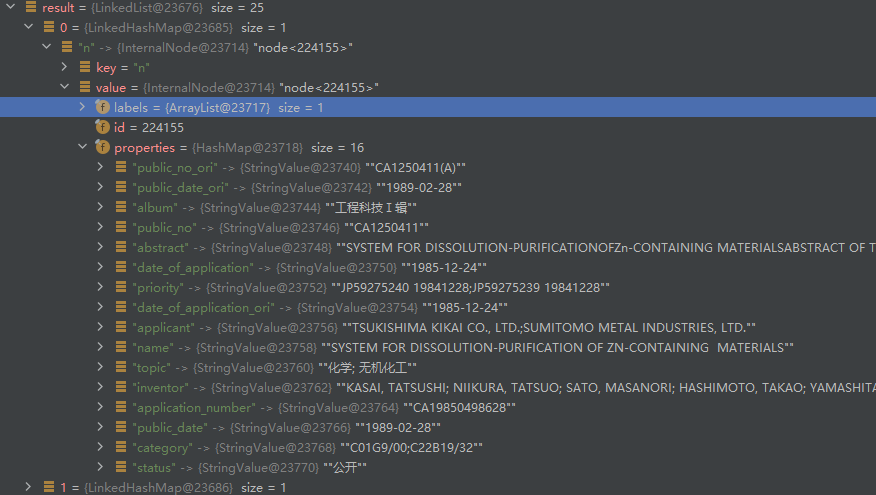 result = {LinkedList@23676} size = 25
0 = {LinkedHashMap@23685} size = 1
"n" -> {InternalNode@23714} "node<224155>"
key = "n"
value = {InternalNode@23714} "node<224155>"
labels = {ArrayList@23717} size = 1
id = 224155
properties = {HashMap@23718} size = 16
"public_no_ori" -> {StringValue@23740} ""CA1250411(A)""
"public_date_ori" -> {StringValue@23742} ""1989-02-28""
"album" -> {StringValue@23744} ""工程科技Ⅰ辑""
"public_no" -> {StringValue@23746} ""CA1250411""
"abstract" -> {StringValue@23748} ""SYSTEM FOR DISSOLUTION-PURIFICATIONOFZn-CONTAINING MATERIALSABSTRACT OF T
"date_of_application" -> {StringValue@23750} ""1985-12-24""
"priority" -> {StringValue@23752} ""JP59275240 19841228;JP59275239 19841228""
"date_of_application_ori" -> {StringValue@23754} ""1985-12-24""
"applicant" -> {StringValue@23756} ""TSUKISHIMA KIKAI CO., LTD.;SUMITOMO METAL INDUSTRIES, LTD.""
"name" -> {StringValue@23758} ""SYSTEM FOR DISSOLUTION-PURIFICATION OF ZN-CONTAINING  MATERIALS""
"topic" -> {StringValue@23760} ""化学; 无机化工""
"inventor" -> {StringValue@23762} ""KASAI, TATSUSHI; NIIKURA, TATSUO; SATO, MASANORI; HASHIMOTO, TAKAO; YAMASHITA
"application_number" -> {StringValue@23764} ""CA19850498628""
"public_date" -> {StringValue@23766} ""1989-02-28""
"category" -> {StringValue@23768} ""C01G9/00;C22B19/32""
"status" -> {StringValue@23770} ""公开""
1 = {LinkedHashMap@23686} size = 1